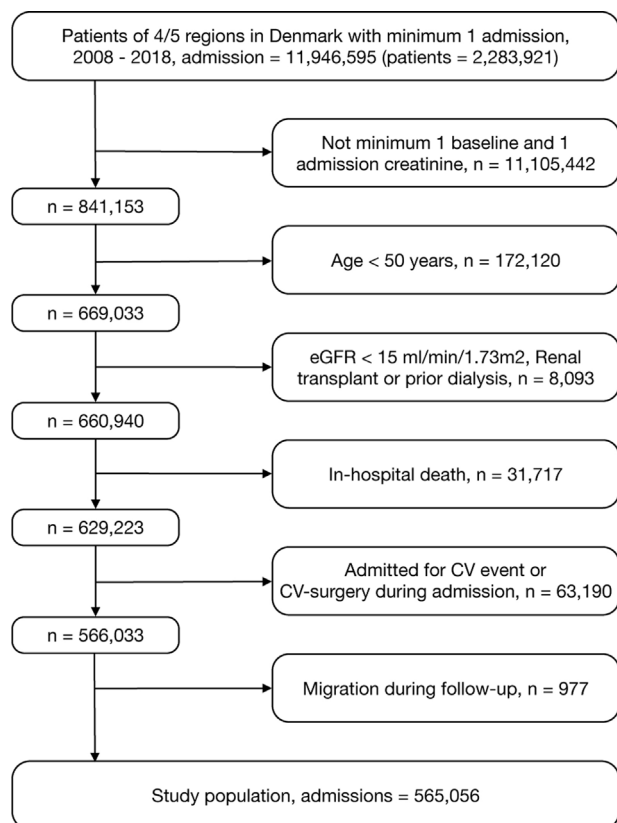 Patients of 4/5 regions in Denmark with minimum 1 admission,
2008 - 2018, admission = 11,946,595 (patients = 2,283,921)
Not minimum 1 baseline and 1
admission creatinine, n = 11,105,442
n = 841,153
Age < 50 years, n = 172,120
n = 669,033
eGFR < 15 ml/min/1.73m2, Renal
transplant or prior dialysis, n = 8,093
n = 660,940
In-hospital death, n = 31,717
n = 629,223
Admitted for CV event or
CV-surgery during admission, n = 63,190
n = 566,033
Migration during follow-up, n = 977
Study population, admissions = 565,056